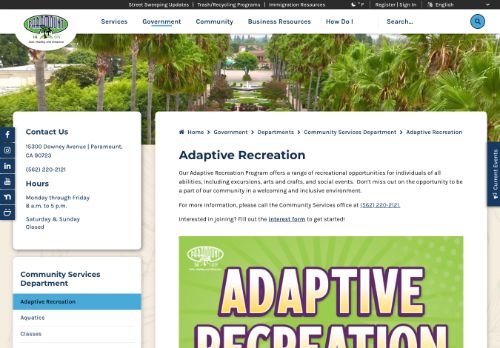 Street Sweeping Updates | Trash/Recycling Programs | Immigration Resources
°F | Register | Sign In | English
PARAMOUNT
Services Government Community Business Resources How Do I
Search...
Home > Government > Departments > Community Services Department > Adaptive Recreation
Contact Us
15300 Downey Avenue | Paramount,
CA 90723
(562) 220-2121
Hours
Monday through Friday
8 a.m. to 5 p.m.
Saturday & Sunday
Closed
Adaptive Recreation
Our Adaptive Recreation Program offers a range of recreational opportunities for individuals of all
abilities, including excursions, arts and crafts, and social events. Don't miss out on the opportunity to be
a part of our community in a welcoming and inclusive environment.
For more information, please call the Community Services office at (562) 220-2121.
Interested in joining? Fill out the interest form to get started!
Current Events
Community Services
Department
Adaptive Recreation
Aquatics
Classes
PARAMOUNT
ADAPTIVE
RECREATION